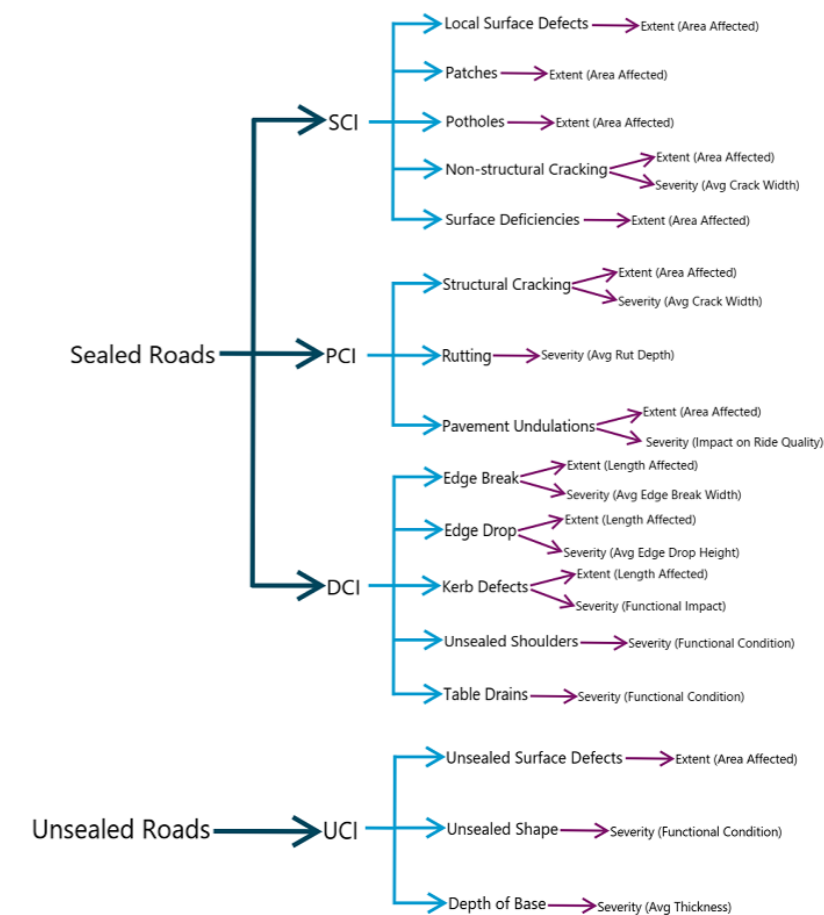 Sealed Roads
SCI
Local Surface Defects
Extent (Area Affected)
Patches
Extent (Area Affected)
Potholes
Extent (Area Affected)
Non-structural Cracking
Extent (Area Affected)
Severity (Avg Crack Width)
Surface Deficiencies
Extent (Area Affected)
PCI
Structural Cracking
Extent (Area Affected)
Severity (Avg Crack Width)
Rutting
Severity (Avg Rut Depth)
Pavement Undulations
Extent (Area Affected)
Severity (Impact on Ride Quality)
DCI
Edge Break
Extent (Length Affected)
Severity (Avg Edge Break Width)
Edge Drop
Extent (Length Affected)
Severity (Avg Edge Drop Height)
Kerb Defects
Extent (Length Affected)
Severity (Functional Impact)
Unsealed Shoulders
Severity (Functional Condition)
Table Drains
Severity (Functional Condition)
Unsealed Roads
UCI
Unsealed Surface Defects
Extent (Area Affected)
Unsealed Shape
Severity (Functional Condition)
Depth of Base
Severity (Avg Thickness)